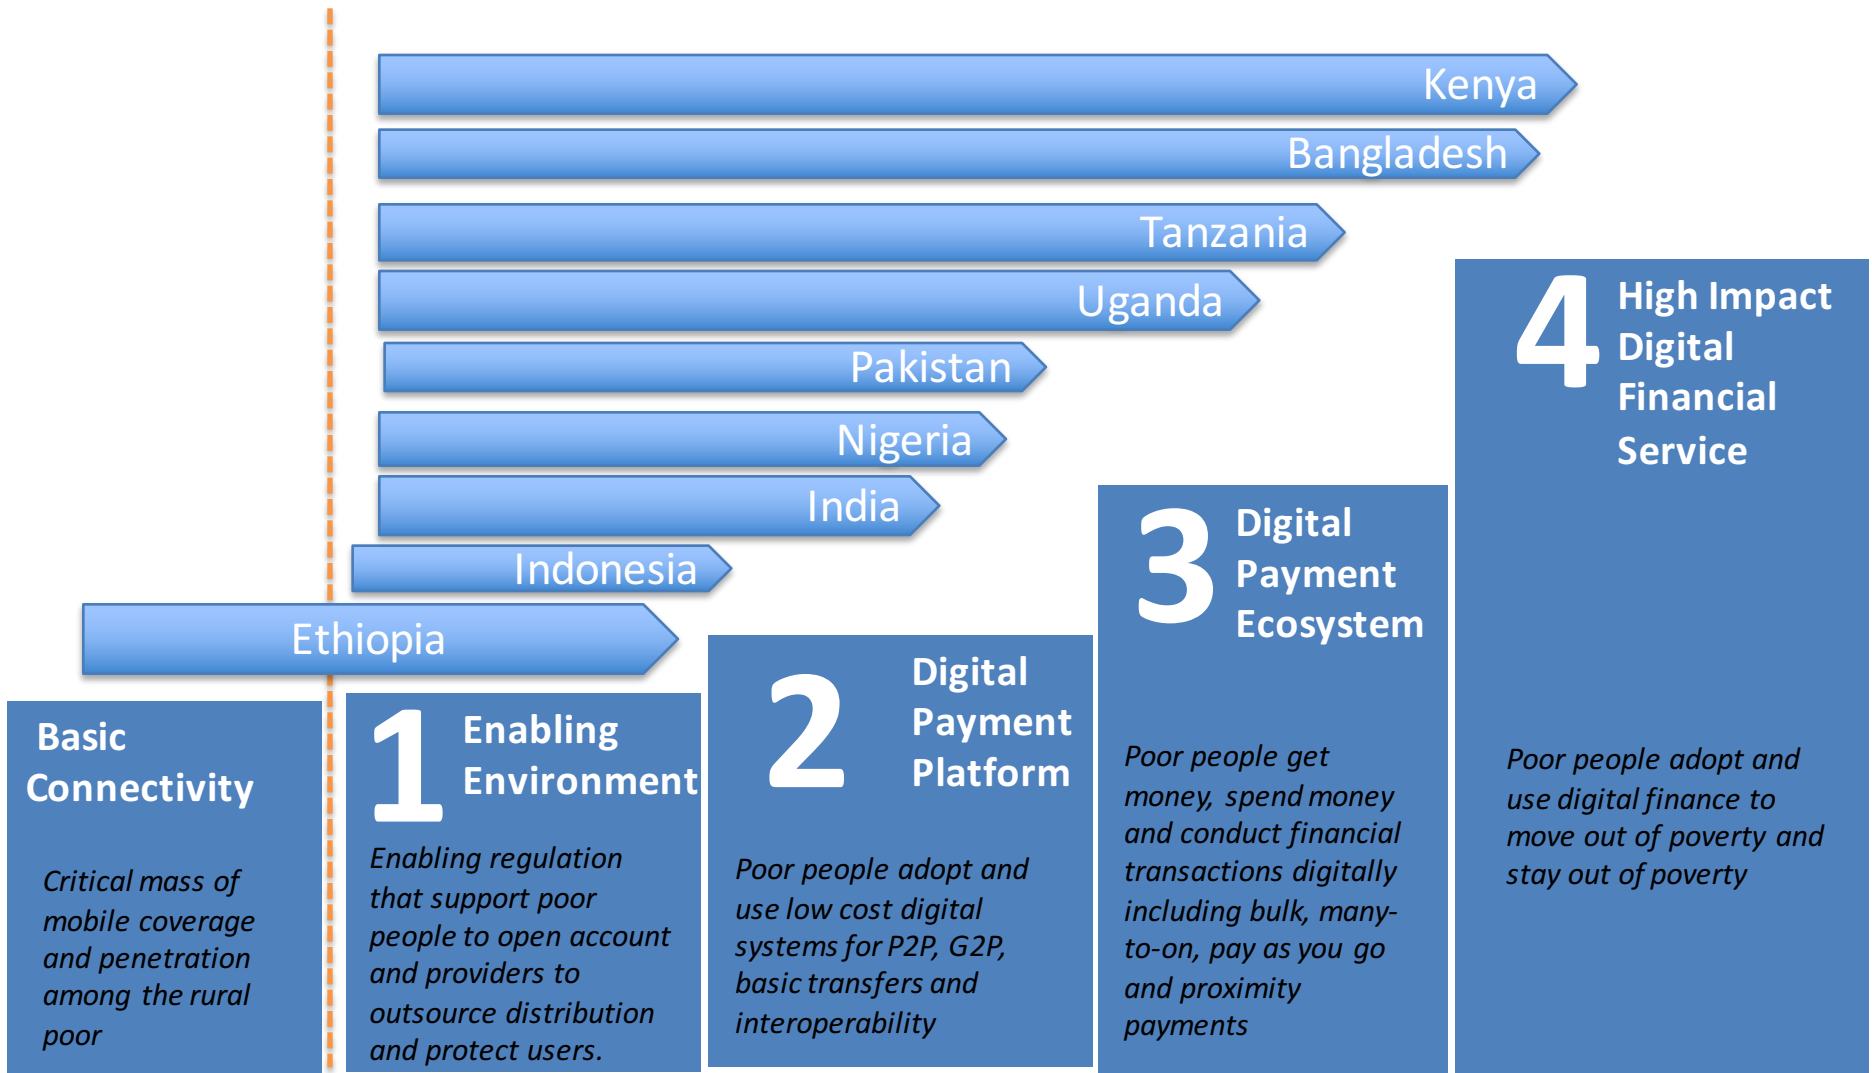 Kenya
Bangladesh
Tanzania
Uganda
Pakistan
Nigeria
India
Indonesia
Ethiopia
Basic
Connectivity
Critical mass of
mobile coverage
and penetration
among the rural
poor
1
Enabling
Environment
Enabling regulation
that support poor
people to open account
and providers to
outsource distribution
and protect users.
2
Digital
Payment
Platform
Poor people adopt and
use low cost digital
systems for P2P, G2P,
basic transfers and
interoperability
3
Digital
Payment
Ecosystem
Poor people get
money, spend money
and conduct financial
transactions digitally
including bulk, many-
to-on, pay as you go
and proximity
payments
4
High Impact
Digital
Financial
Service
Poor people adopt and
use digital finance to
move out of poverty and
stay out of poverty